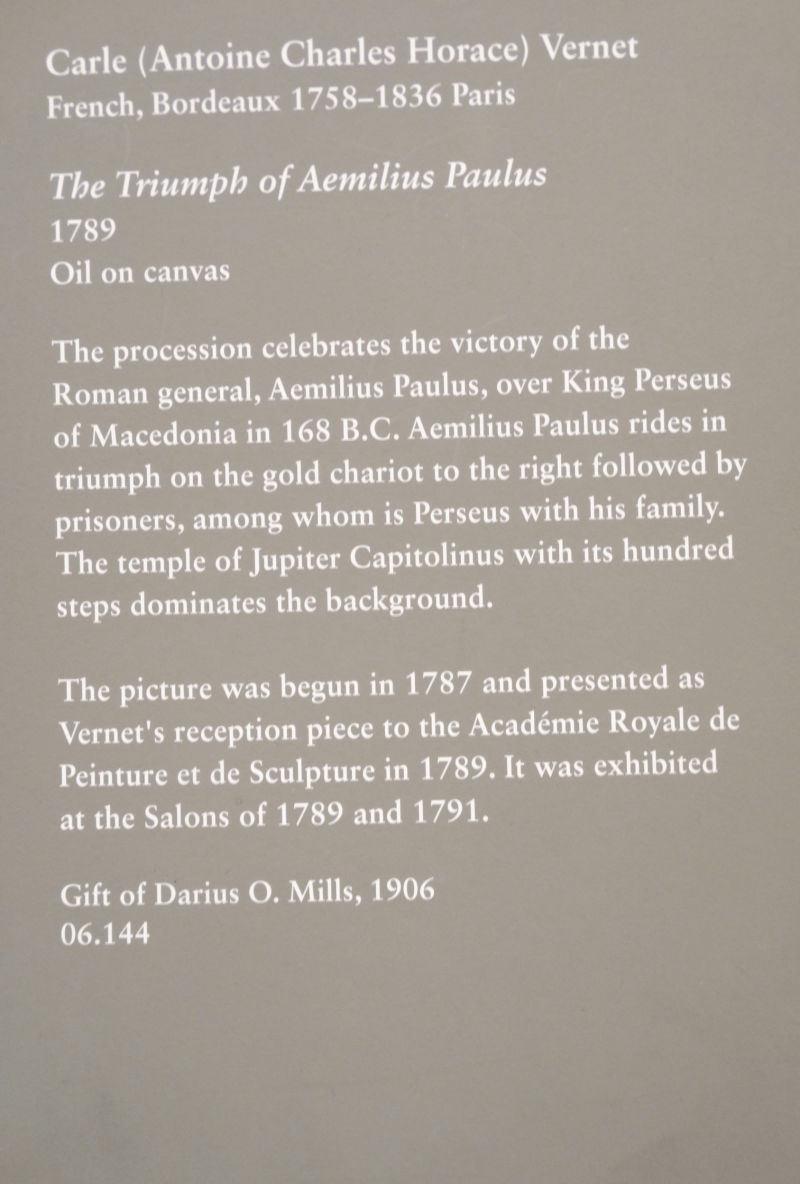 Carle (Antoine Charles Horace) Vernet
French, Bordeaux 1758–1836 Paris
The Triumph of Aemilius Paulus
1789
Oil on canvas
The procession celebrates the victory of the
Roman general, Aemilius Paulus, over King Perseus
of Macedonia in 168 B.C. Aemilius Paulus rides in
triumph on the gold chariot to the right followed by
prisoners, among whom is Perseus with his family.
The temple of Jupiter Capitolinus with its hundred
steps dominates the background.
The picture was begun in 1787 and presented as
Vernet's reception piece to the Académie Royale de
Peinture et de Sculpture in 1789. It was exhibited
at the Salons of 1789 and 1791.
Gift of Darius O. Mills, 1906
06.144